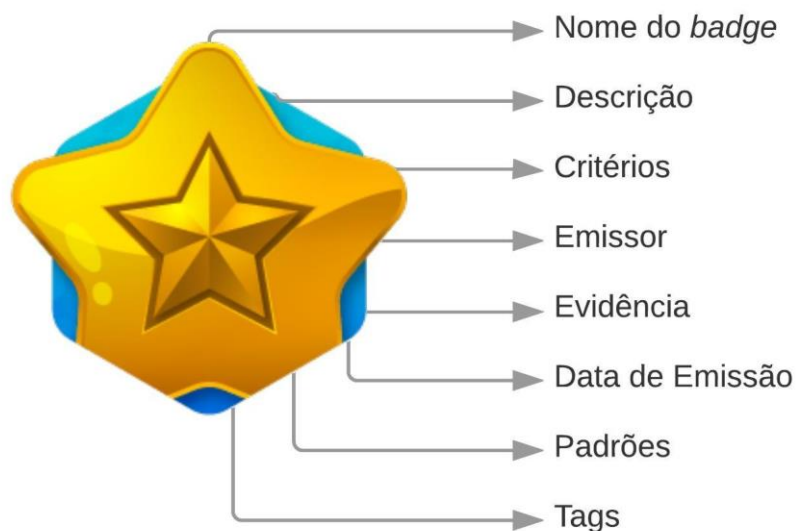 Nome do badge
Descrição
Critérios
Emissor
Evidência
Data de Emissão
Padrões
Tags